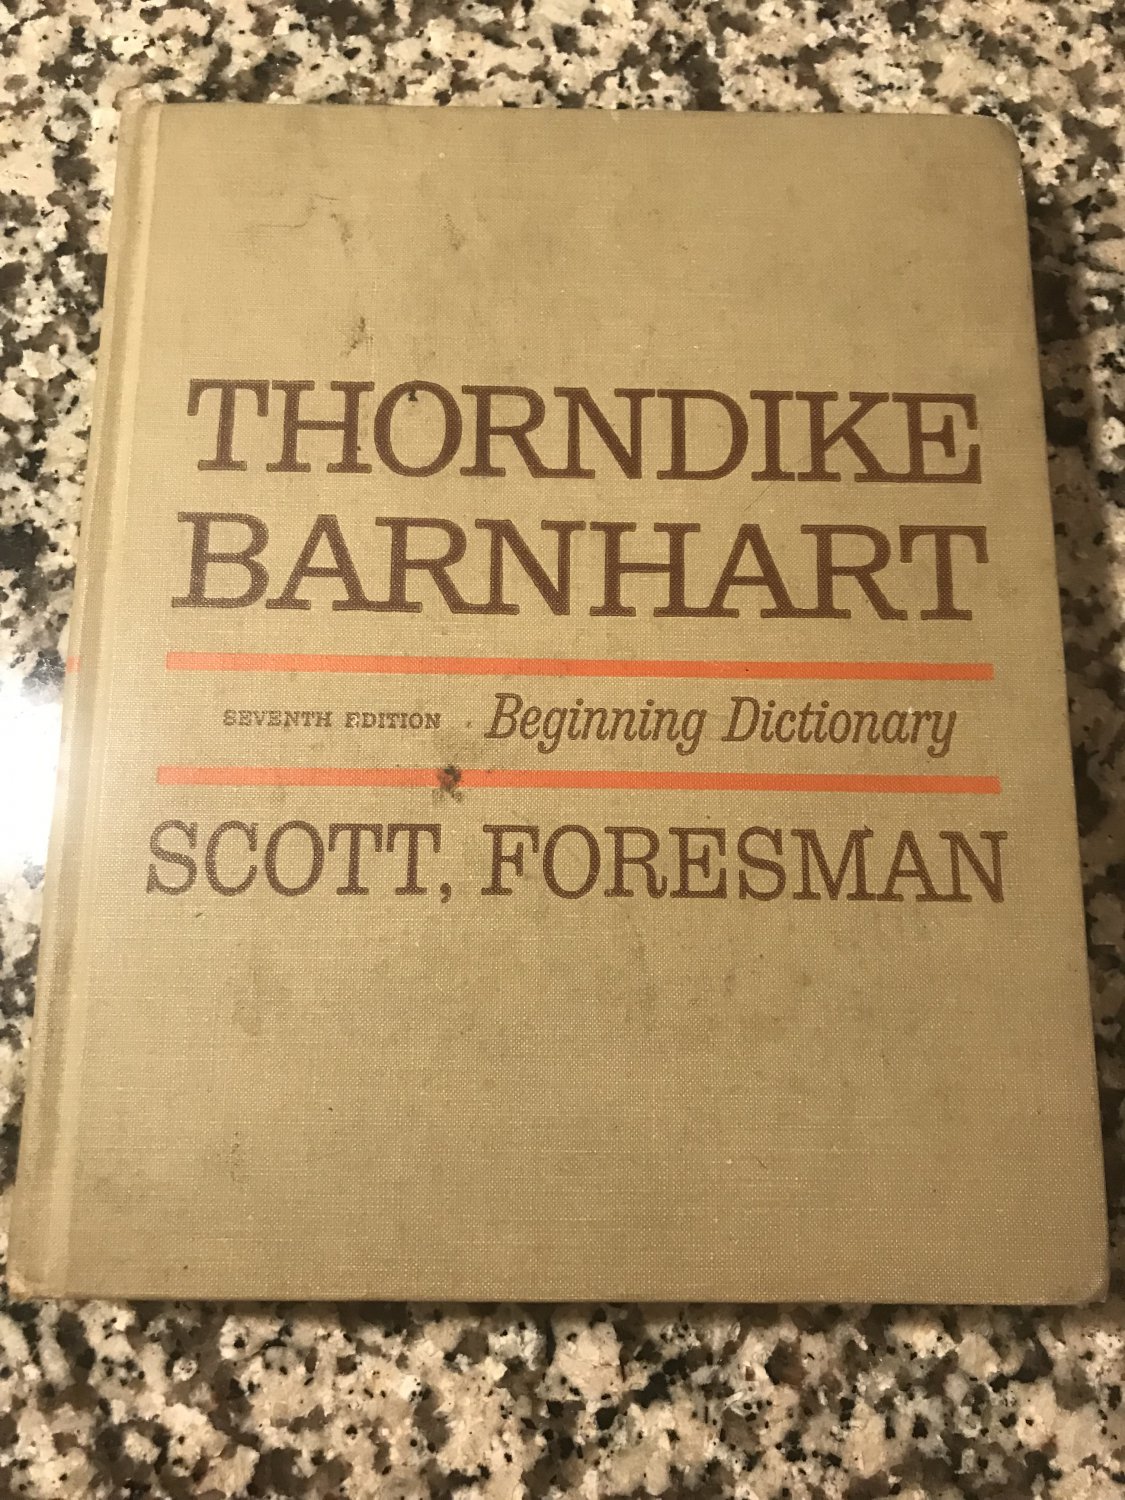 THORNDIKE
BARNHART
SEVENTH EDITION Beginning Dictionary
SCOTT, FORESMAN